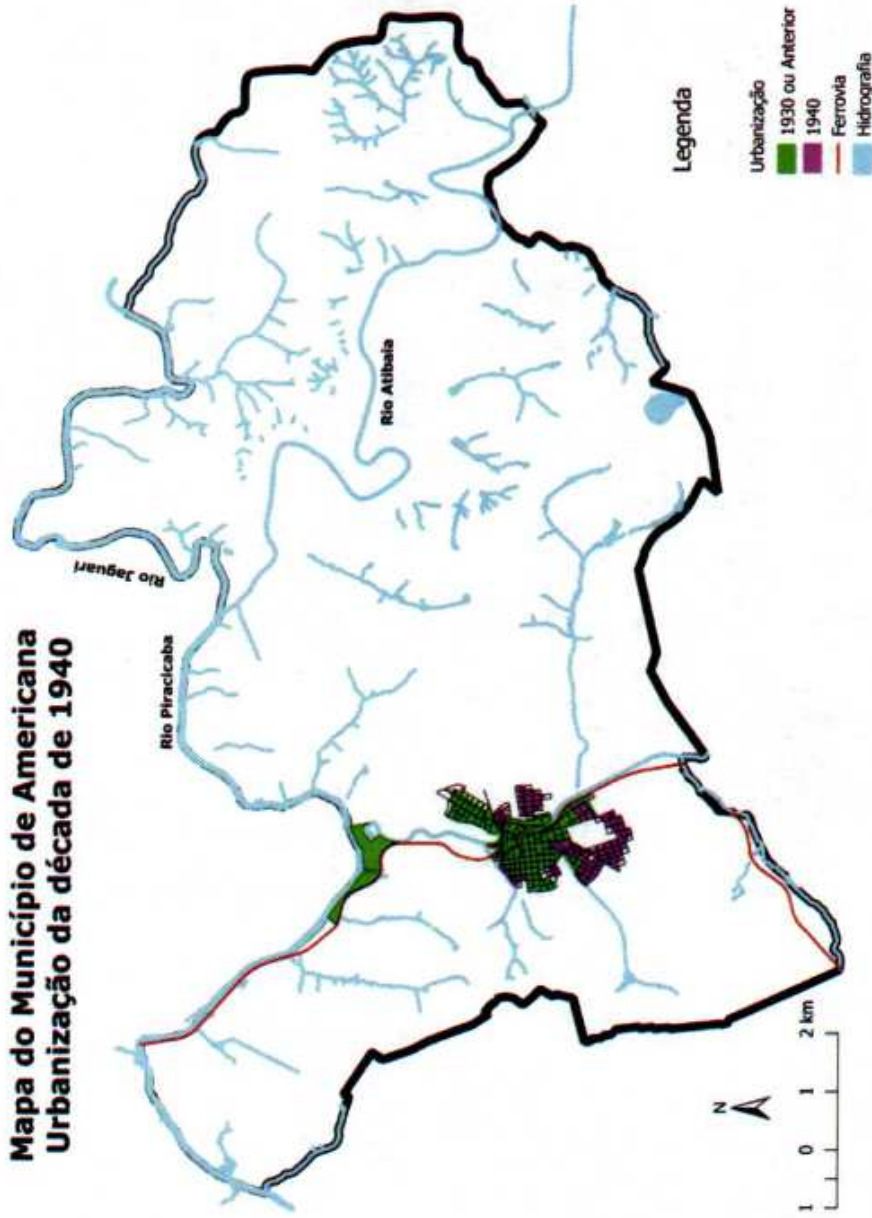 Mapa do Município de Americana
Urbanização da década de 1940
Rio Jaguari
Rio Piracicaba
Rio Atibaia
N
1 0 1 2 km
Legenda
Urbanização
1930 ou Anterior
1940
Ferrovia
Hidrografia